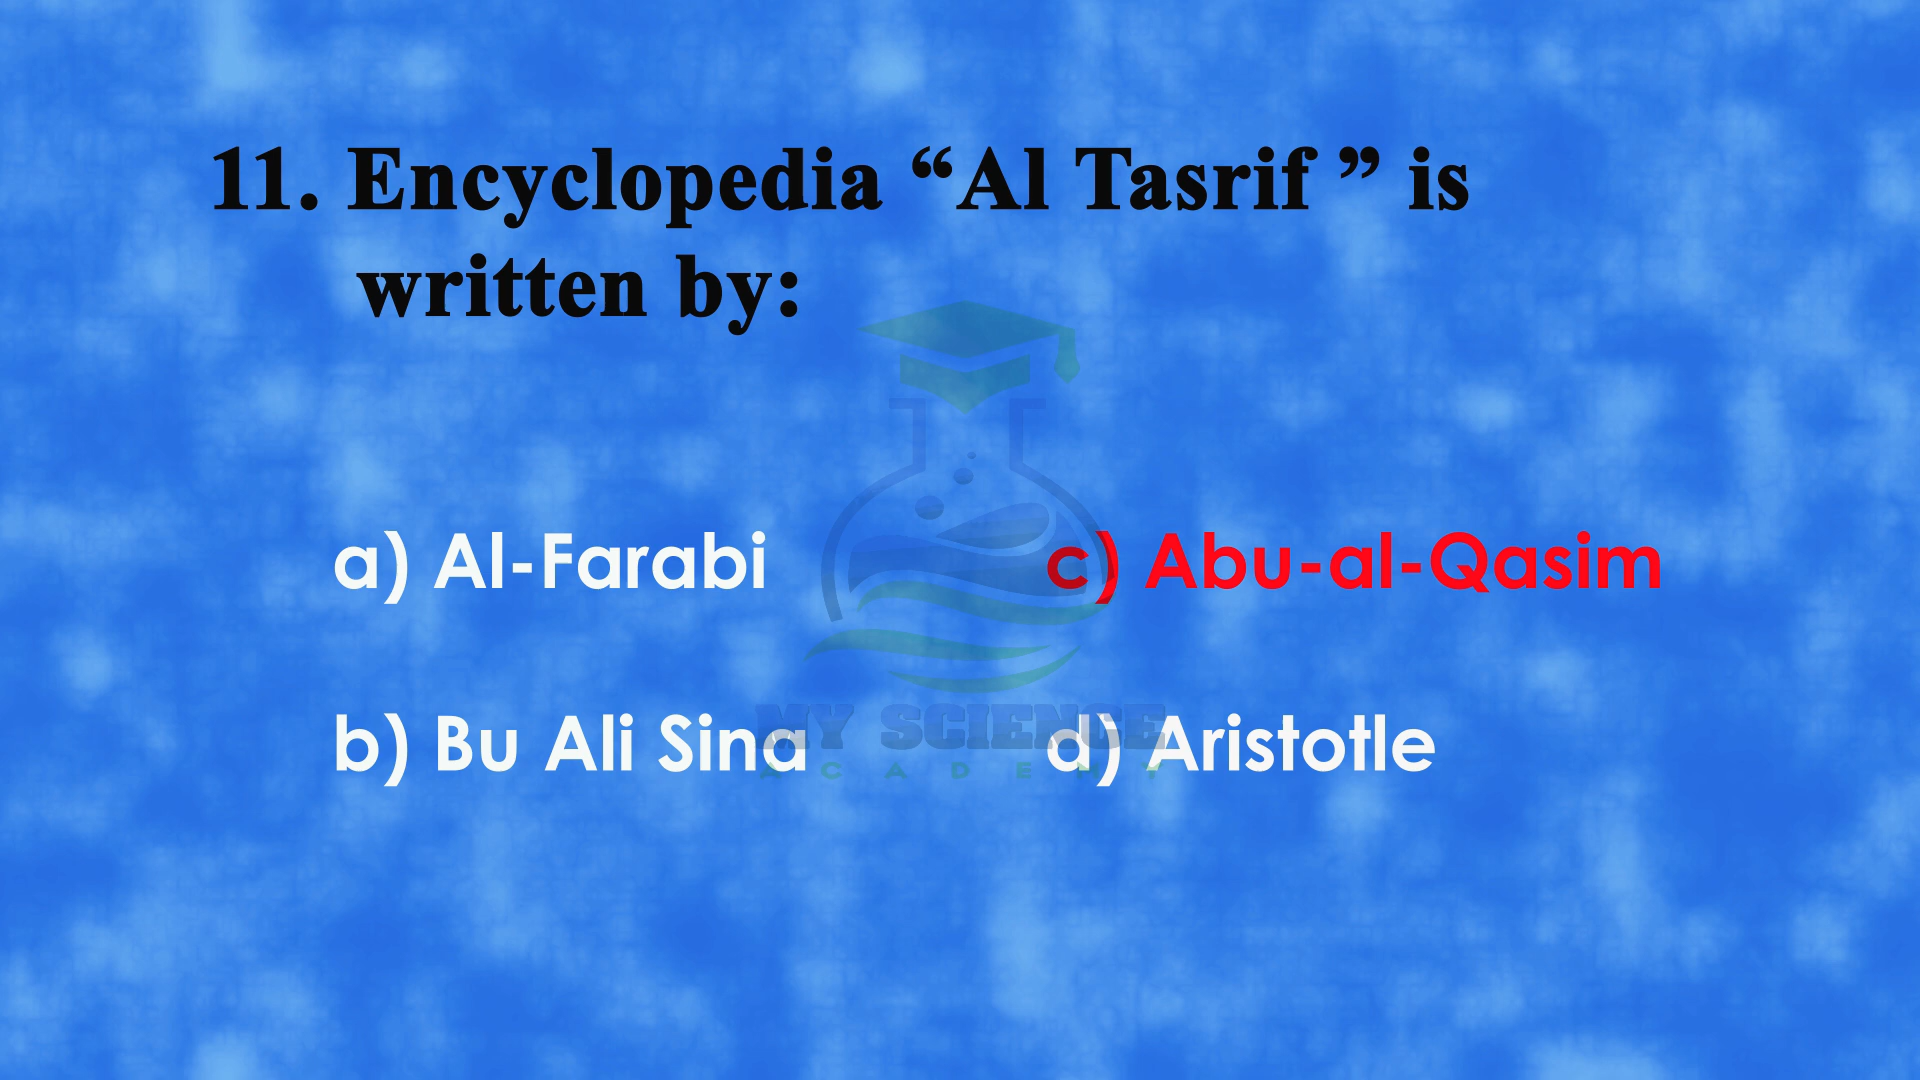 11. Encyclopedia “Al Tasrif ” is
written by:
a) Al-Farabi
c) Abu-al-Qasim
b) Bu Ali Sina
d) Aristotle
MY SCIENCE
ACADEMY